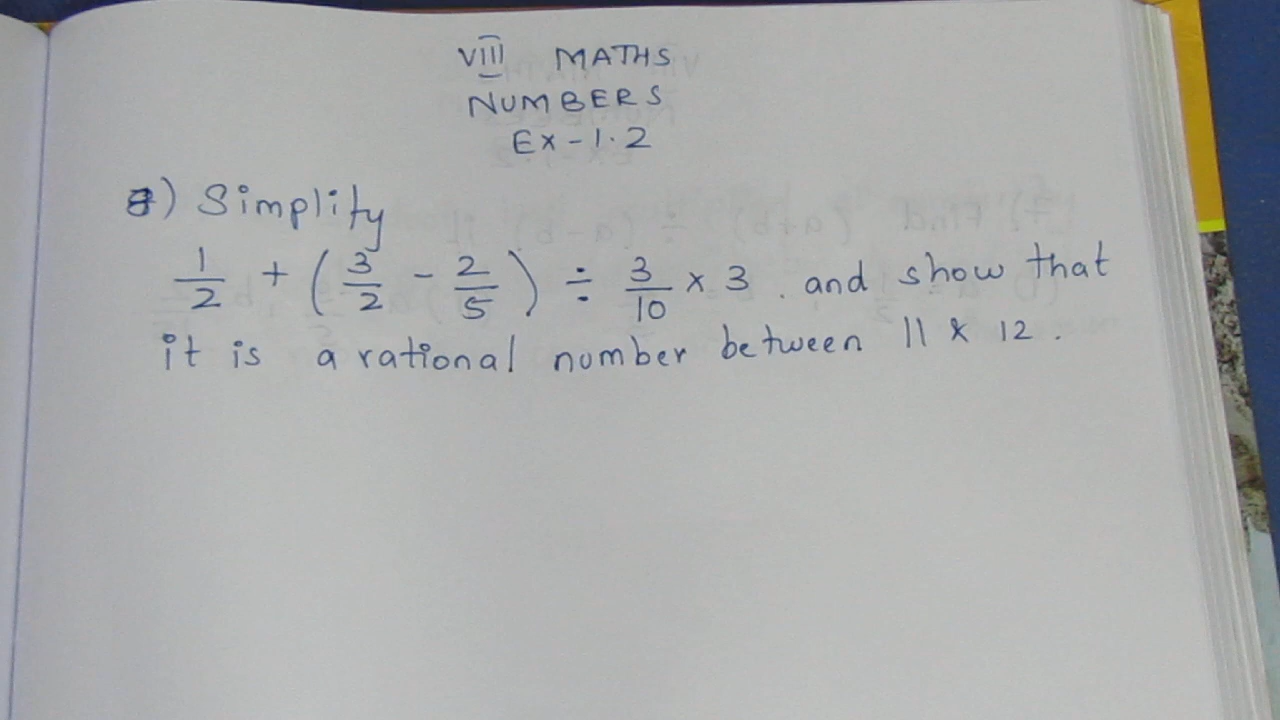 VIII MATHS
NUMBERS
Ex-1.2
8) Simplify
1/2 + (3/2 - 2/5) ÷ 3/10 x 3 . and show that
it is a rational number between 11 & 12 .